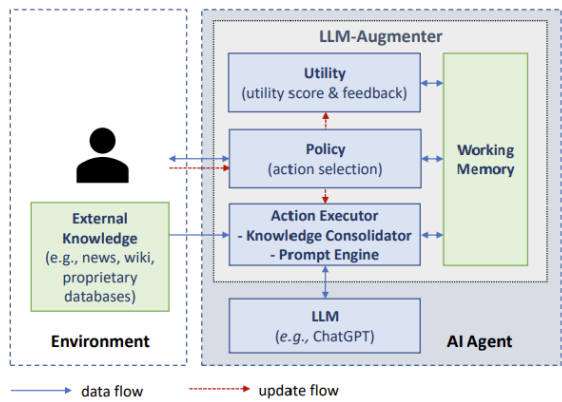 LLM-Augmenter
Utility
(utility score & feedback)
Policy
(action selection)
Working
Memory
External
Knowledge
(e.g., news, wiki,
proprietary
databases)
Action Executor
- Knowledge Consolidator
- Prompt Engine
LLM
(e.g., ChatGPT)
Environment
AI Agent
data flow
update flow